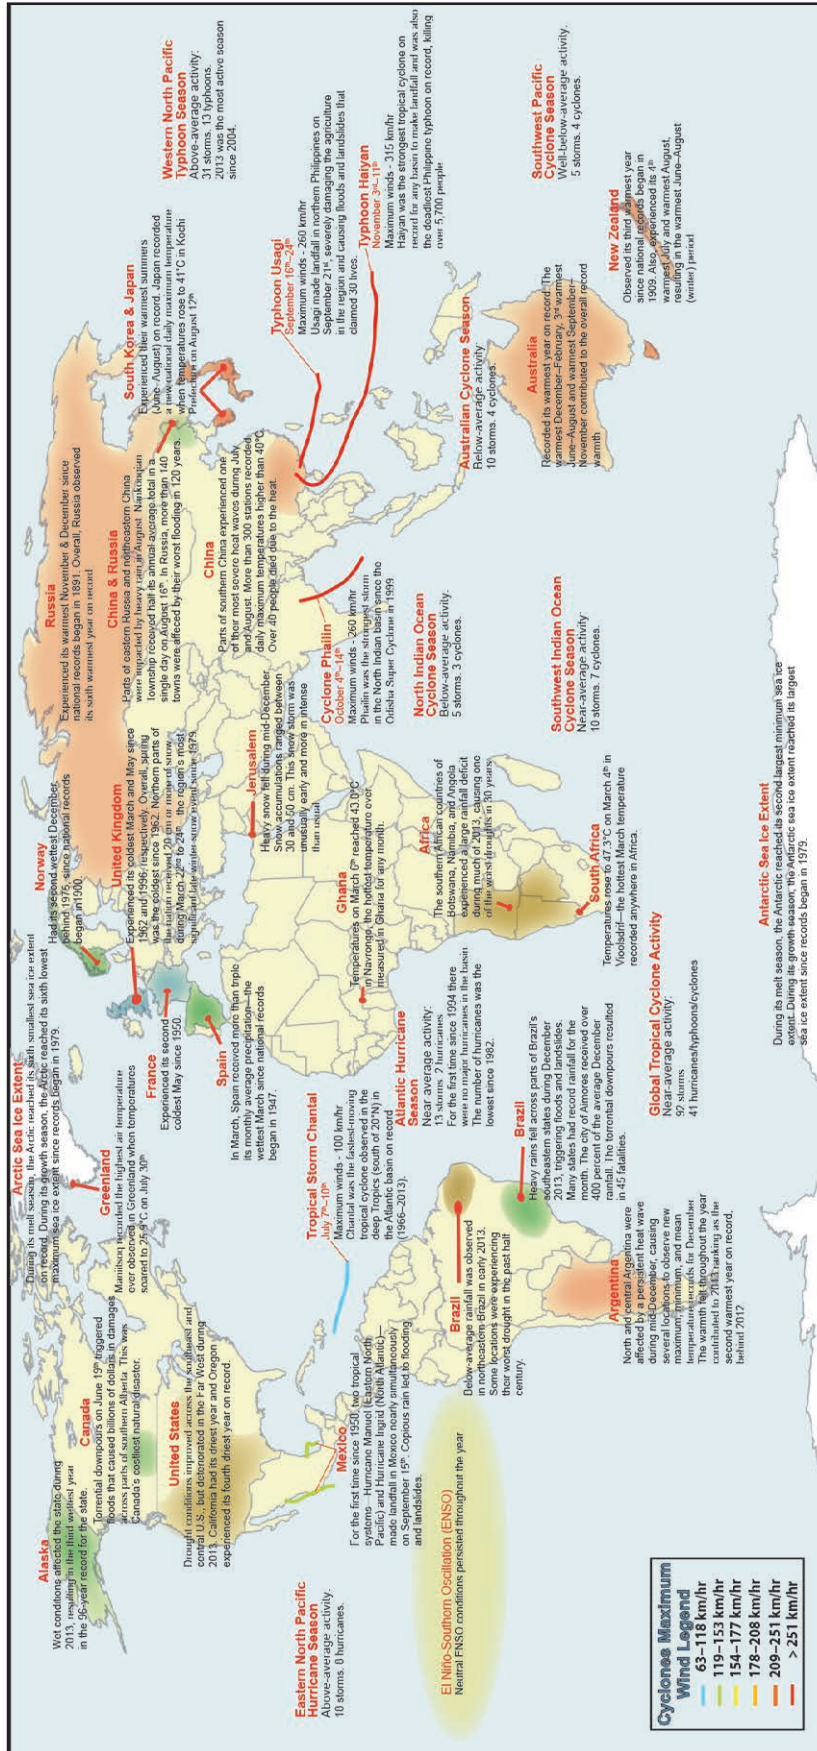 Arctic Sea Ice Extent
During its melt season, the Arctic reached its sixth smallest sea ice extent
on record. During its growth season, the Arctic reached its sixth lowest
maximum sea ice extent since records began in 1979.
Alaska
Wet conditions affected the state during
2013, resulting in the third wettest year
in the 96-year record for the state.
Canada
Torrential downpours on June 19th triggered
floods that caused billions of dollars in damages
across parts of southern Alberta. This was
Canada's costliest natural disaster.
United States
Drought conditions improved across the southeast and
central U.S., but deteriorated in the Far West during
2013. California had its driest year and Oregon
experienced its fourth driest year on record.
Greenland
Maniitsoq recorded the highest air temperature
ever observed in Greenland when temperatures
soared to 25.9°C on July 30th
Norway
Had its second wettest December,
behind 1975, since national records
began in 1900.
United Kingdom
Experienced its coldest March and May since
1962 and 1996, respectively. Overall, spring
was the coldest since 1962. Northern parts of
the nation received 20 cm or more of snow
during March 22nd to 24th—the region's most
significant late winter snow event since 1979.
France
Experienced its second
coldest May since 1950.
Spain
In March, Spain received more than triple
its monthly average precipitation—the
wettest March since national records
began in 1947.
Russia
Experienced its warmest November & December since
national records began in 1891. Overall, Russia observed
its sixth warmest year on record
China & Russia
Parts of eastern Russia and northeastern China
were impacted by heavy rain in August. Nankouqian
Township received half its annual average total in a
single day on August 16th. In Russia, more than 140
towns were affeced by their worst flooding in 120 years.
South Korea & Japan
Experienced their warmest summers
(June–August) on record. Japan recorded
a new national daily maximum temperature
when temperatures rose to 41°C in Kochi
Prefecture on August 12th
China
Parts of southern China experienced one
of their most severe heat waves during July
and August. More than 300 stations recorded
daily maximum temperatures higher than 40°C.
Over 40 people died due to the heat.
Western North Pacific
Typhoon Season
Above-average activity:
31 storms. 13 typhoons.
2013 was the most active season
since 2004.
Jerusalem
Heavy snow fell during mid-December
Snow accumulations ranged between
30 and 50 cm. This snow storm was
unusually early and more in intense
than usual
Eastern North Pacific
Hurricane Season
Above-average activity.
10 storms. 0 hurricanes.
Mexico
For the first time since 1950, two tropical
systems—Hurricane Manuel (Eastern North
Pacific) and Hurricane Ingrid (North Atlantic)—
made landfall in Mexico nearly simultaneously
on September 15th. Copious rain led to flooding
and landslides.
Tropical Storm Chantal
July 7th–10th
Maximum winds - 100 km/hr
Chantal was the fastest-moving
tropical cyclone observed in the
deep Tropics (south of 20°N) in
the Atlantic basin on record
(1966–2013).
Atlantic Hurricane
Season
Near average activity:
13 storms 2 hurricanes
For the first time since 1994 there
were no major hurricanes in the basin
The number of hurricanes was the
lowest since 1982.
Ghana
Temperatures on March 6th reached 43.0°C
in Navrongo, the hottest temperature over
measured in Ghana for any month.
Cyclone Phailin
October 4th–14th
Maximum winds - 260 km/hr
Phailin was the strongest storm
in the North Indian basin since the
Odisha Super Cyclone in 1999
Typhoon Usagi
September 16th–24th
Maximum winds - 260 km/hr
Usagi made landfall in northern Philippines on
September 21st, severely damaging the agriculture
in the region and causing floods and landslides that
claimed 30 lives.
Typhoon Haiyan
November 3rd–11th
Maximum winds - 315 km/hr
Haiyan was the strongest tropical cyclone on
record for any basin to make landfall and was also
the deadliest Philippine typhoon on record, killing
over 5,700 people
El Niño-Southern Oscillation (ENSO)
Neutral ENSO conditions persisted throughout the year
Brazil
Below-average rainfall was observed
in northeastern Brazil in early 2013.
Some locations were experiencing
their worst drought in the past half
century.
Brazil
Heavy rains fell across parts of Brazil's
southeastern states during December
2013, triggering floods and landslides.
Many states had record rainfall for the
month. The city of Aimores received over
400 percent of the average December
rainfall. The torrential downpours resulted
in 45 fatalities.
Africa
The southern African countries of
Botswana, Namibia, and Angola
experienced a large rainfall deficit
during much of 2013, causing one
of the worst droughts in 30 years.
North Indian Ocean
Cyclone Season
Below-average activity.
5 storms. 3 cyclones.
Australian Cyclone Season
Below-average activity:
10 storms. 4 cyclones.
Southwest Indian Ocean
Cyclone Season
Near-average activity
10 storms. 7 cyclones.
Australia
Recorded its warmest year on record. The
warmest December–February, 3rd warmest
June–August and warmest September–
November contributed to the overall record
warmth
Southwest Pacific
Cyclone Season
Well-below-average activity.
5 storms. 4 cyclones.
New Zealand
Observed its third warmest year
since national records began in
1909. Also, experienced its 4th
warmest July and warmest August,
resulting in the warmest June–August
(winter) period
Argentina
North and central Argentina were
affected by a persistent heat wave
during mid-December, causing
several locations to observe new
maximum, minimum, and mean
temperature records for December
The warmth felt throughout the year
contributed to 2013 ranking as the
second warmest year on record,
behind 2012
South Africa
Temperatures rose to 47.3°C on March 4th in
Vioolsdrif—the hottest March temperature
recorded anywhere in Africa.
Global Tropical Cyclone Activity
Near-average activity:
92 storms
41 hurricanes/hyphoons/cyclones
Antarctic Sea Ice Extent
During its melt season, the Antarctic reached its second largest minimum sea ice
extent. During its growth season, the Antarctic sea ice extent reached its largest
sea ice extent since records began in 1979.
Cyclones Maximum
Wind Legend
63–118 km/hr
119–153 km/hr
154–177 km/hr
178–208 km/hr
209–251 km/hr
> 251 km/hr